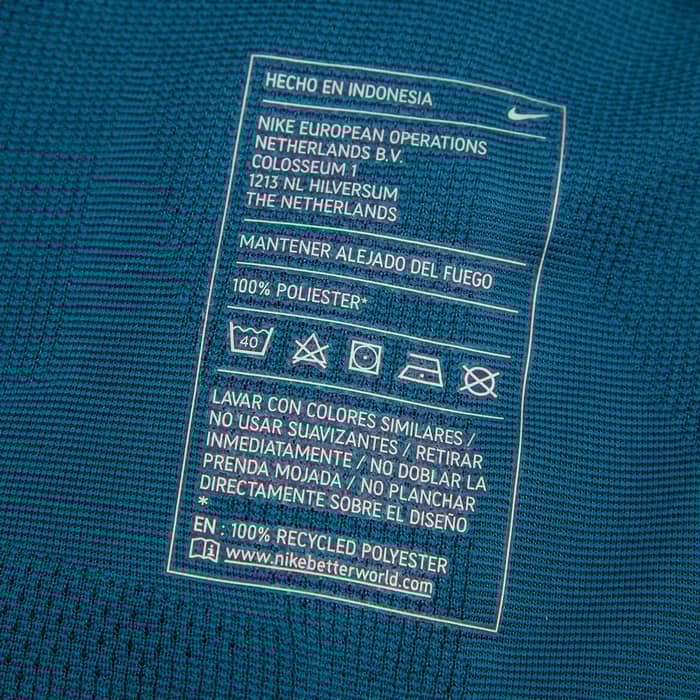 HECHO EN INDONESIA
NIKE EUROPEAN OPERATIONS
NETHERLANDS B.V.
COLOSSEUM 1
1213 NL HILVERSUM
THE NETHERLANDS
MANTENER ALEJADO DEL FUEGO
100% POLIESTER*
40
LAVAR CON COLORES SIMILARES /
NO USAR SUAVIZANTES / RETIRAR
INMEDIATAMENTE / NO DOBLAR LA
PRENDA MOJADA / NO PLANCHAR
DIRECTAMENTE SOBRE EL DISEÑO
*
EN : 100% RECYCLED POLYESTER
www.nikebetterworld.com